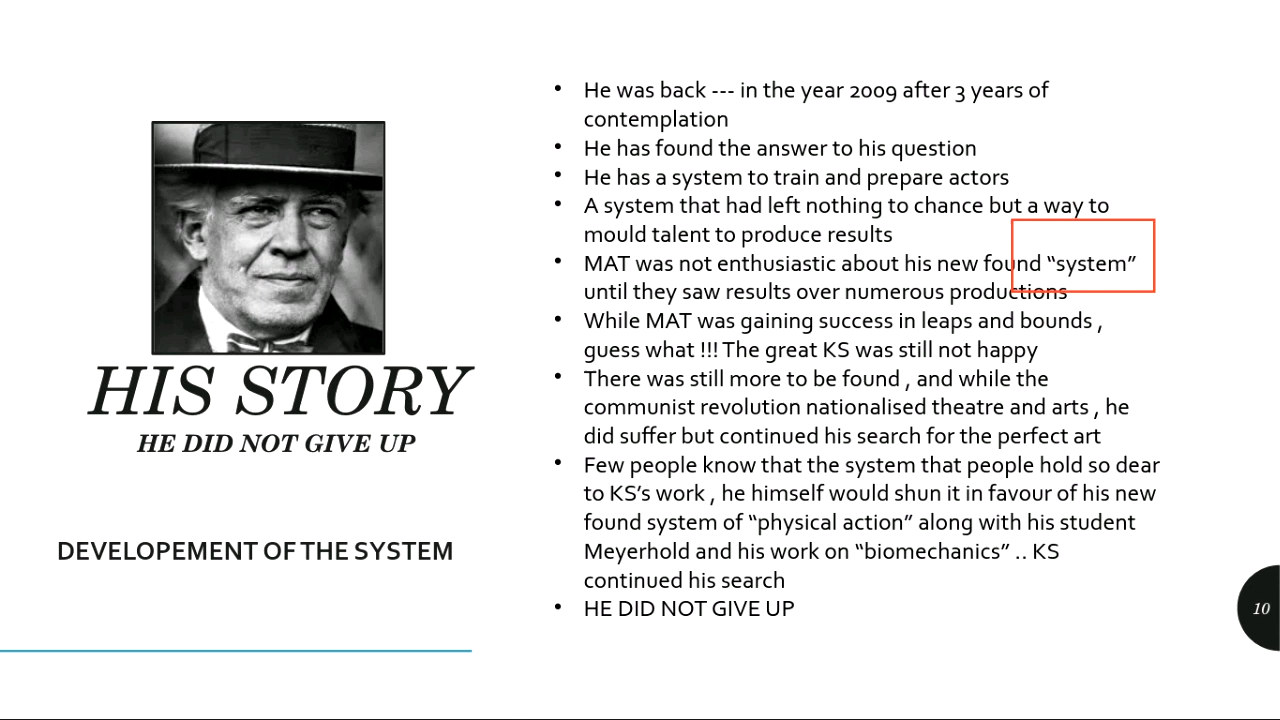 HIS STORY
HE DID NOT GIVE UP
DEVELOPEMENT OF THE SYSTEM
• He was back --- in the year 2009 after 3 years of
contemplation
• He has found the answer to his question
• He has a system to train and prepare actors
• A system that had left nothing to chance but a way to
mould talent to produce results
• MAT was not enthusiastic about his new found “system”
until they saw results over numerous productions
• While MAT was gaining success in leaps and bounds ,
guess what !!! The great KS was still not happy
• There was still more to be found , and while the
communist revolution nationalised theatre and arts , he
did suffer but continued his search for the perfect art
• Few people know that the system that people hold so dear
to KS’s work , he himself would shun it in favour of his new
found system of “physical action” along with his student
Meyerhold and his work on “biomechanics” .. KS
continued his search
• HE DID NOT GIVE UP
10